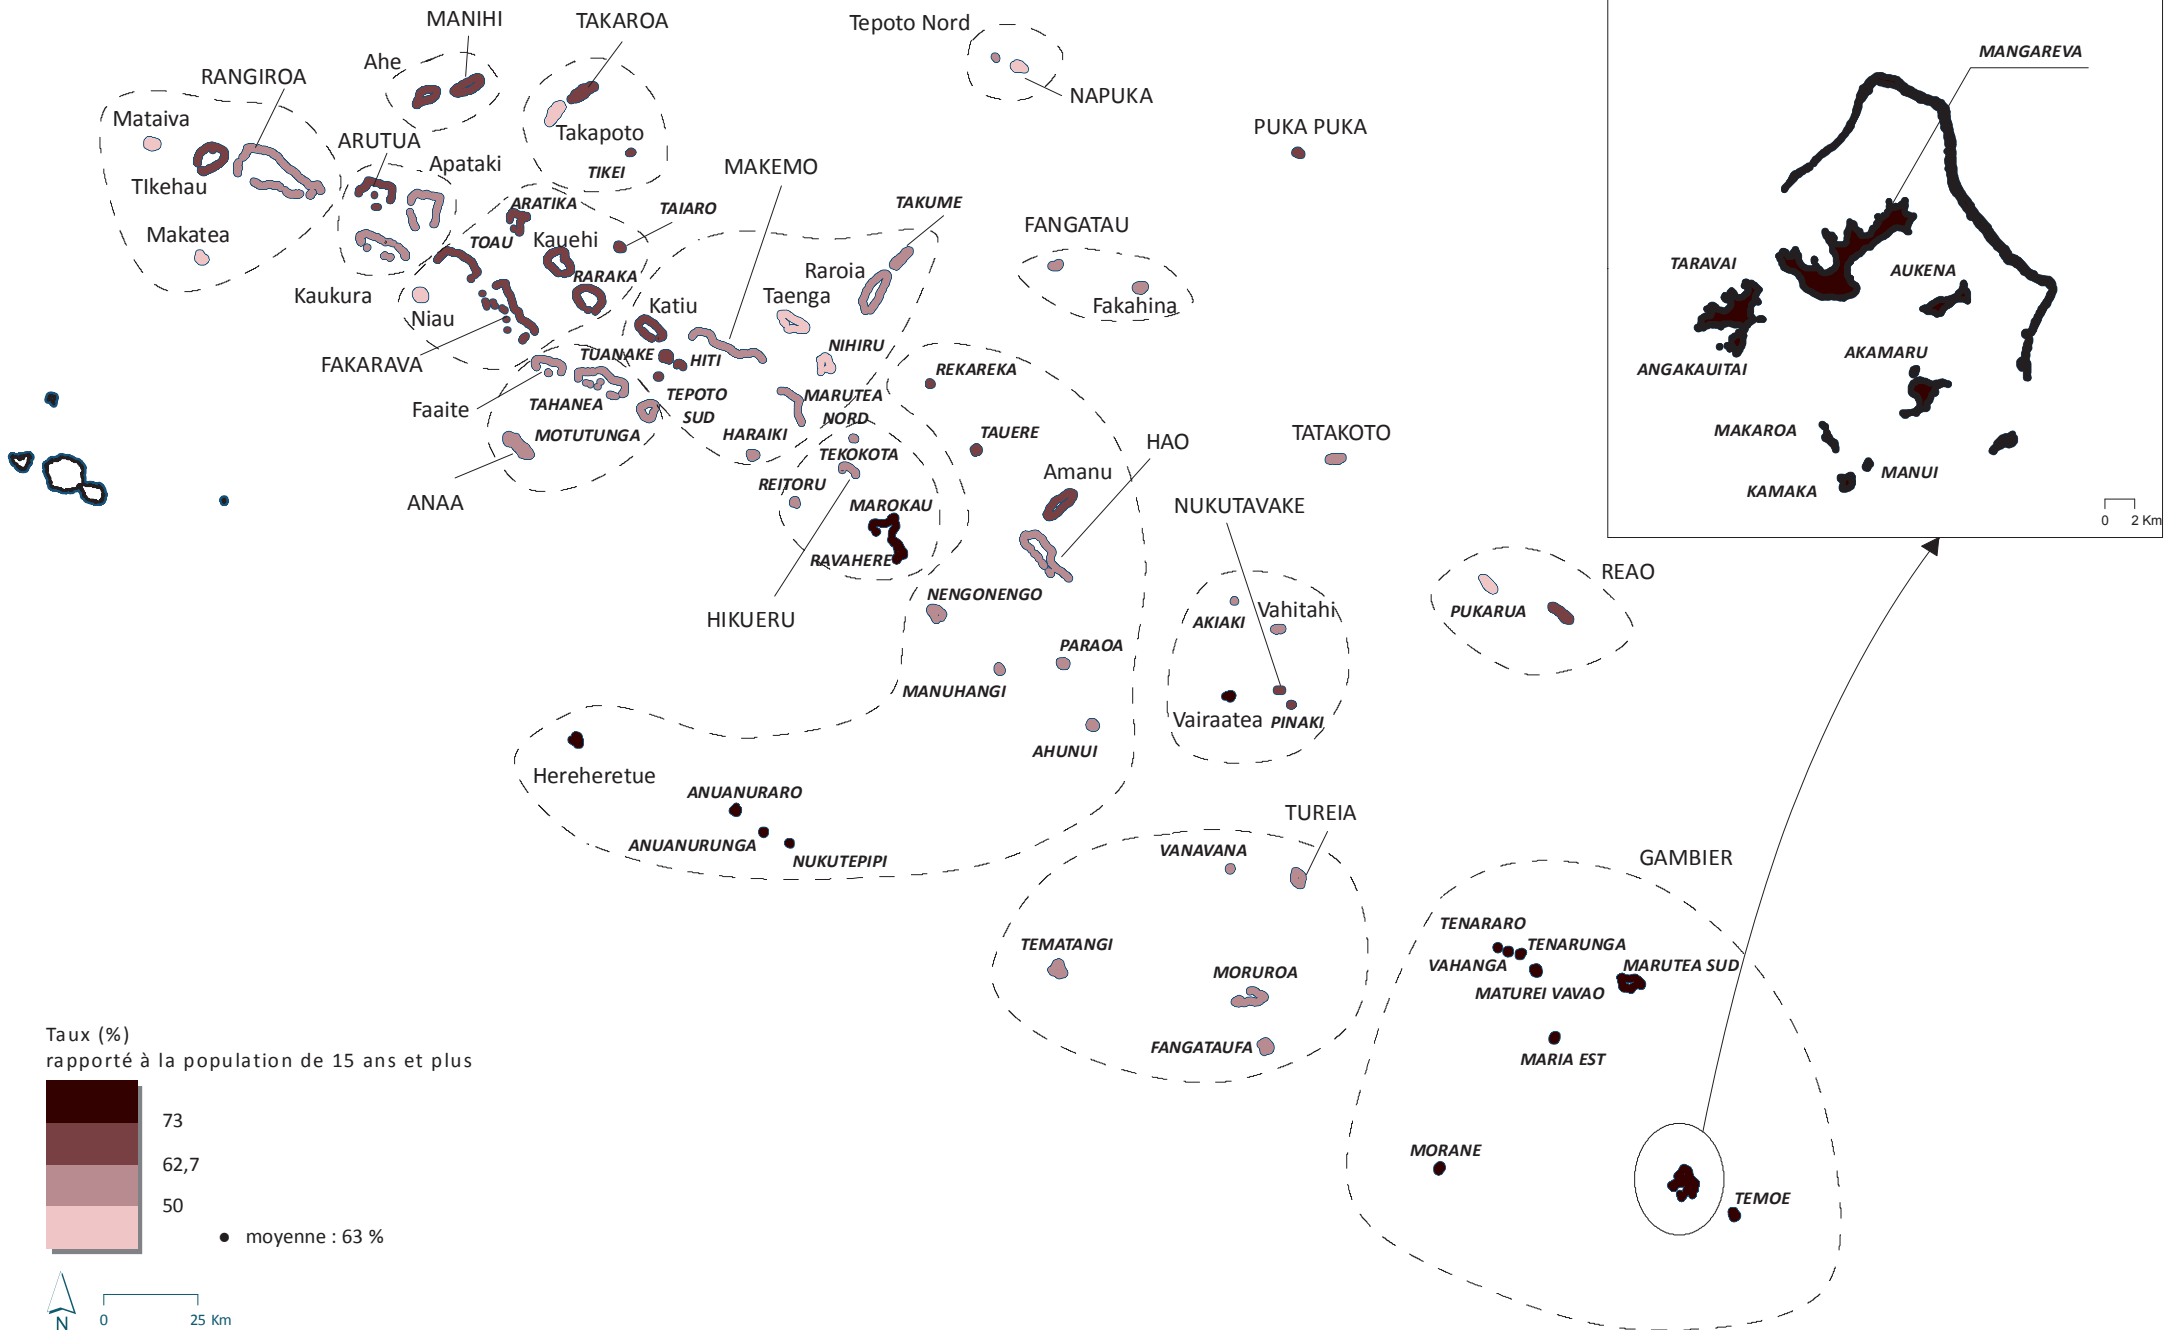 MANIHI
TAKAROA
Tepoto Nord
Ahe
RANGIROA
NAPUKA
MANGAREVA
Mataiva
ARUTUA
Takapoto
PUKA PUKA
Apataki
TIKEI
MAKEMO
TIkehau
ARATIKA
TAIARO
TAKUME
Makatea
TOAU
Kauehi
FANGATAU
RARAKA
Raroia
TARAVAI
AUKENA
Kaukura
Niau
Katiu
Taenga
Fakahina
FAKARAVA
TUANAKE
HITI
NIHIRU
AKAMARU
ANGAKAUITAI
REKAREKA
Faaite
TAHANEA
TEPOTO
SUD
MARUTEA
NORD
MOTUTUNGA
HARAIKI
TAUERE
HAO
TATAKOTO
MAKAROA
TEKOKOTA
Amanu
MANUI
KAMAKA
ANAA
REITORU
MAROKAU
NUKUTAVAKE
0 2 Km
RAVAHERE
REAO
NENGONENGO
AKIAKI
Vahitahi
PUKARUA
HIKUERU
PARAOA
MANUHANGI
Vairaatea
PINAKI
AHUNUI
Hereheretue
ANUANURARO
TUREIA
ANUANURUNGA
NUKUTEPIPI
VANAVANA
GAMBIER
TENARARO
TEMATANGI
TENARUNGA
VAHANGA
MARUTEA SUD
MORUROA
MATUREI VAVAO
FANGATAUFA
MARIA EST
MORANE
TEMOE
Taux (%)
rapporté à la population de 15 ans et plus
73
62,7
50
moyenne : 63 %
N
0 25 Km